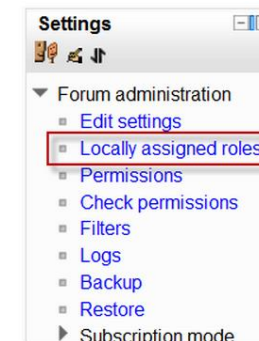 Settings
Forum administration
Edit settings
Locally assigned roles
Permissions
Check permissions
Filters
Logs
Backup
Restore
Subscription mode